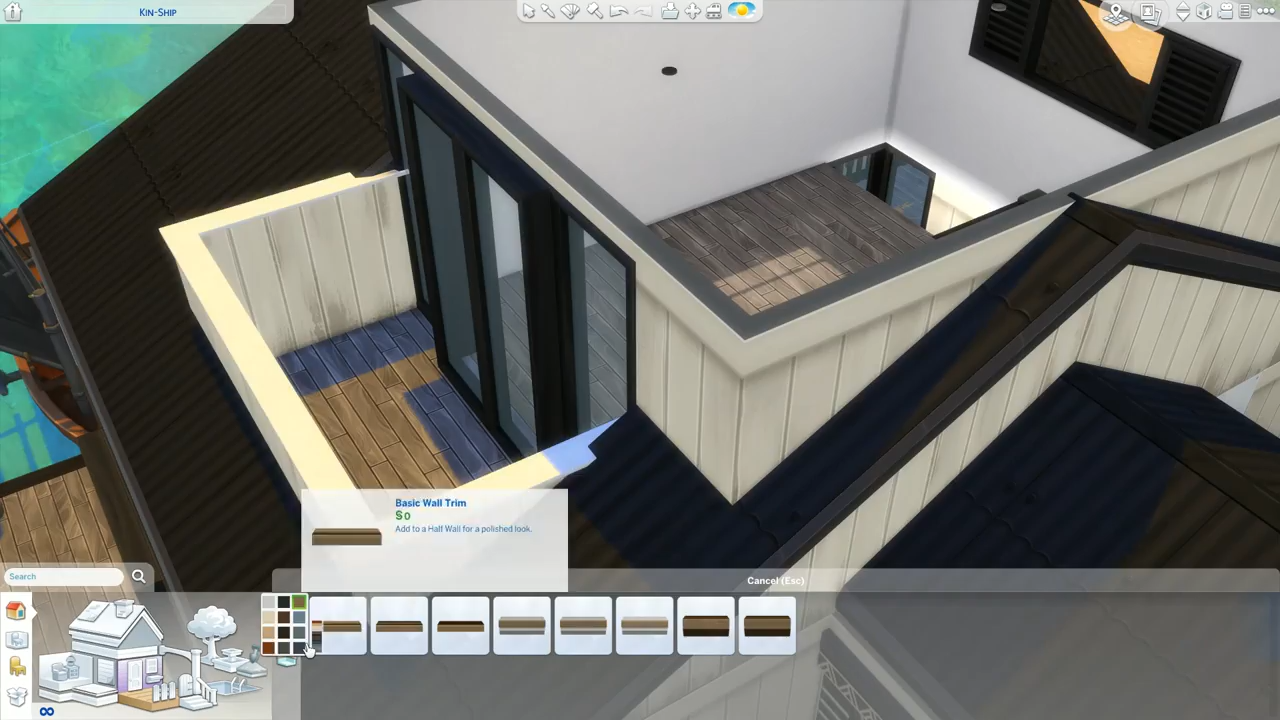 Kin-Ship
Basic Wall Trim
§0
Add to a Half Wall for a polished look.
Search
Cancel (Esc)